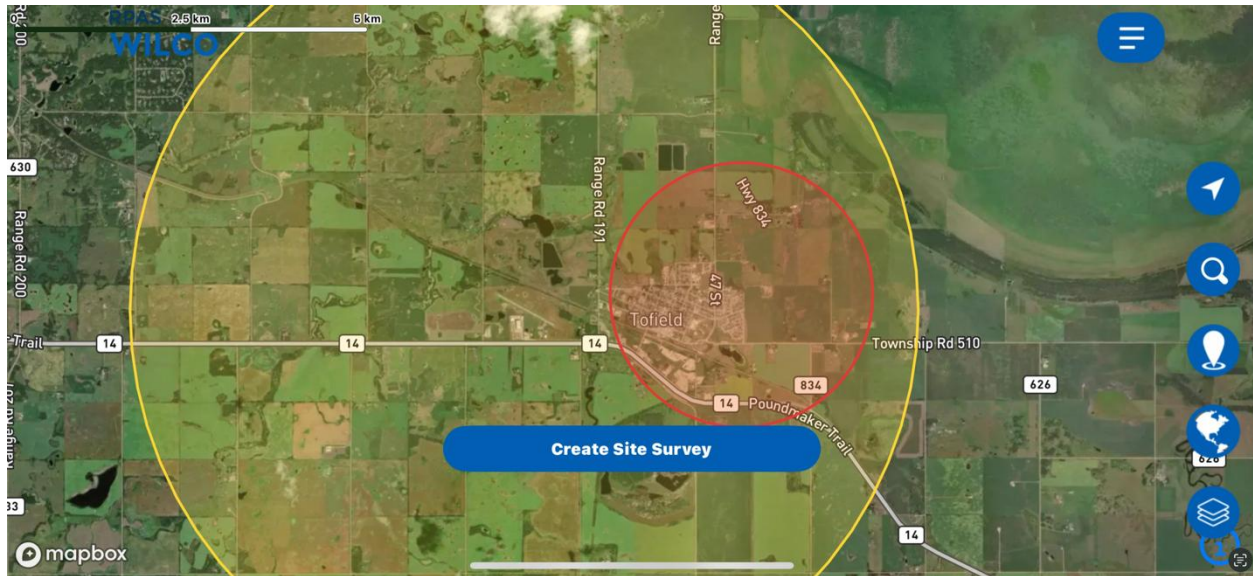 2.5 km
5 km
RPAS
WILCO
Range
630
Range Rd 191
Hwy 834
Range Rd 200
47 St
Tofield
Trail
14
14
14
Township Rd 510
834
626
14
Poundmaker Trail
Create Site Survey
626
14
mapbox